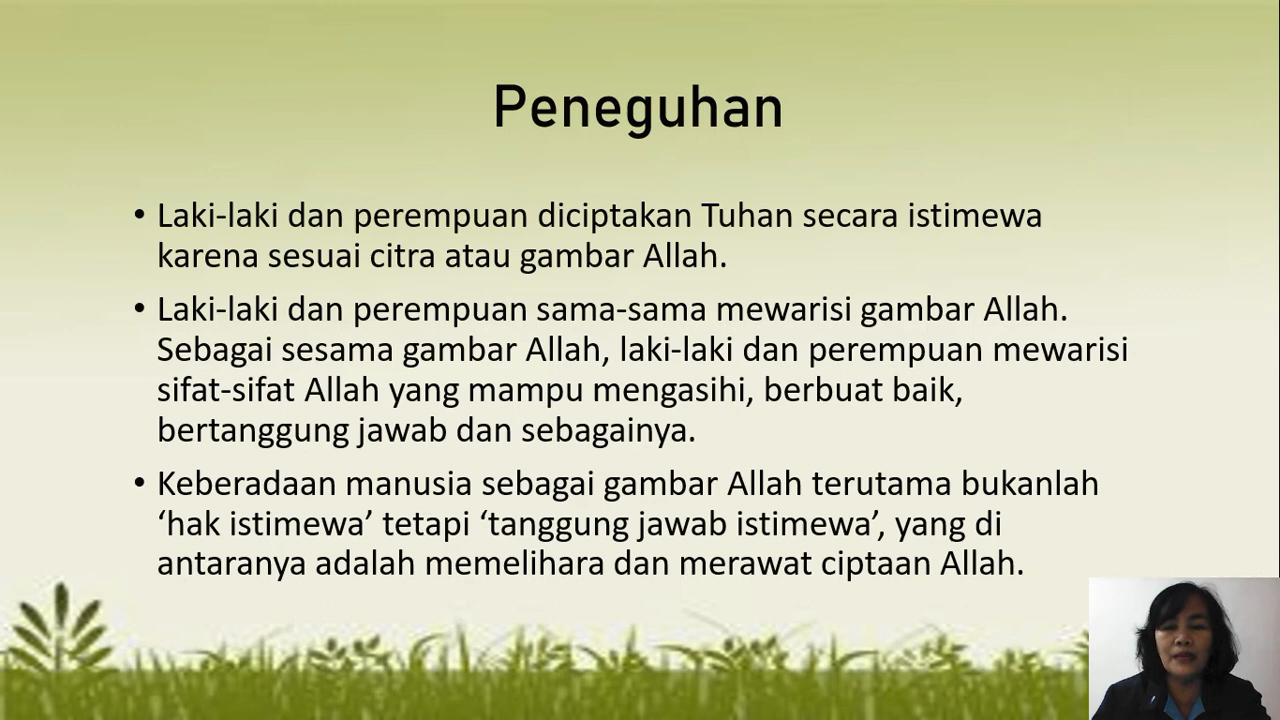 Peneguhan
• Laki-laki dan perempuan diciptakan Tuhan secara istimewa
karena sesuai citra atau gambar Allah.
• Laki-laki dan perempuan sama-sama mewarisi gambar Allah.
Sebagai sesama gambar Allah, laki-laki dan perempuan mewarisi
sifat-sifat Allah yang mampu mengasihi, berbuat baik,
bertanggung jawab dan sebagainya.
• Keberadaan manusia sebagai gambar Allah terutama bukanlah
‘hak istimewa’ tetapi ‘tanggung jawab istimewa’, yang di
antaranya adalah memelihara dan merawat ciptaan Allah.